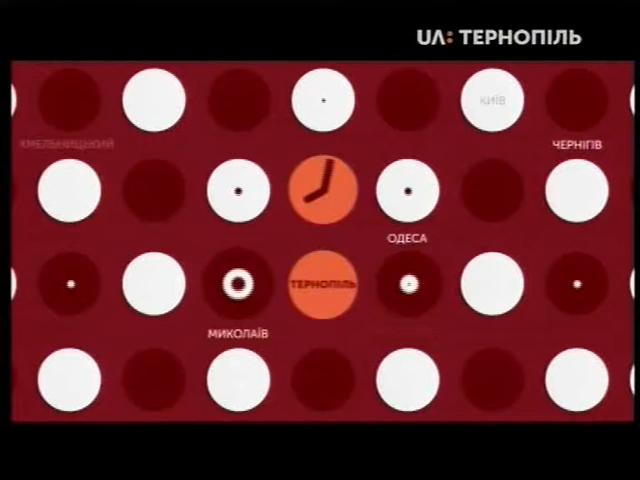 UA: ТЕРНОПІЛЬ
КИЇВ
ХМЕЛЬНИЦЬКИЙ
ЧЕРНІГІВ
ОДЕСА
ТЕРНОПІЛЬ
МИКОЛАЇВ